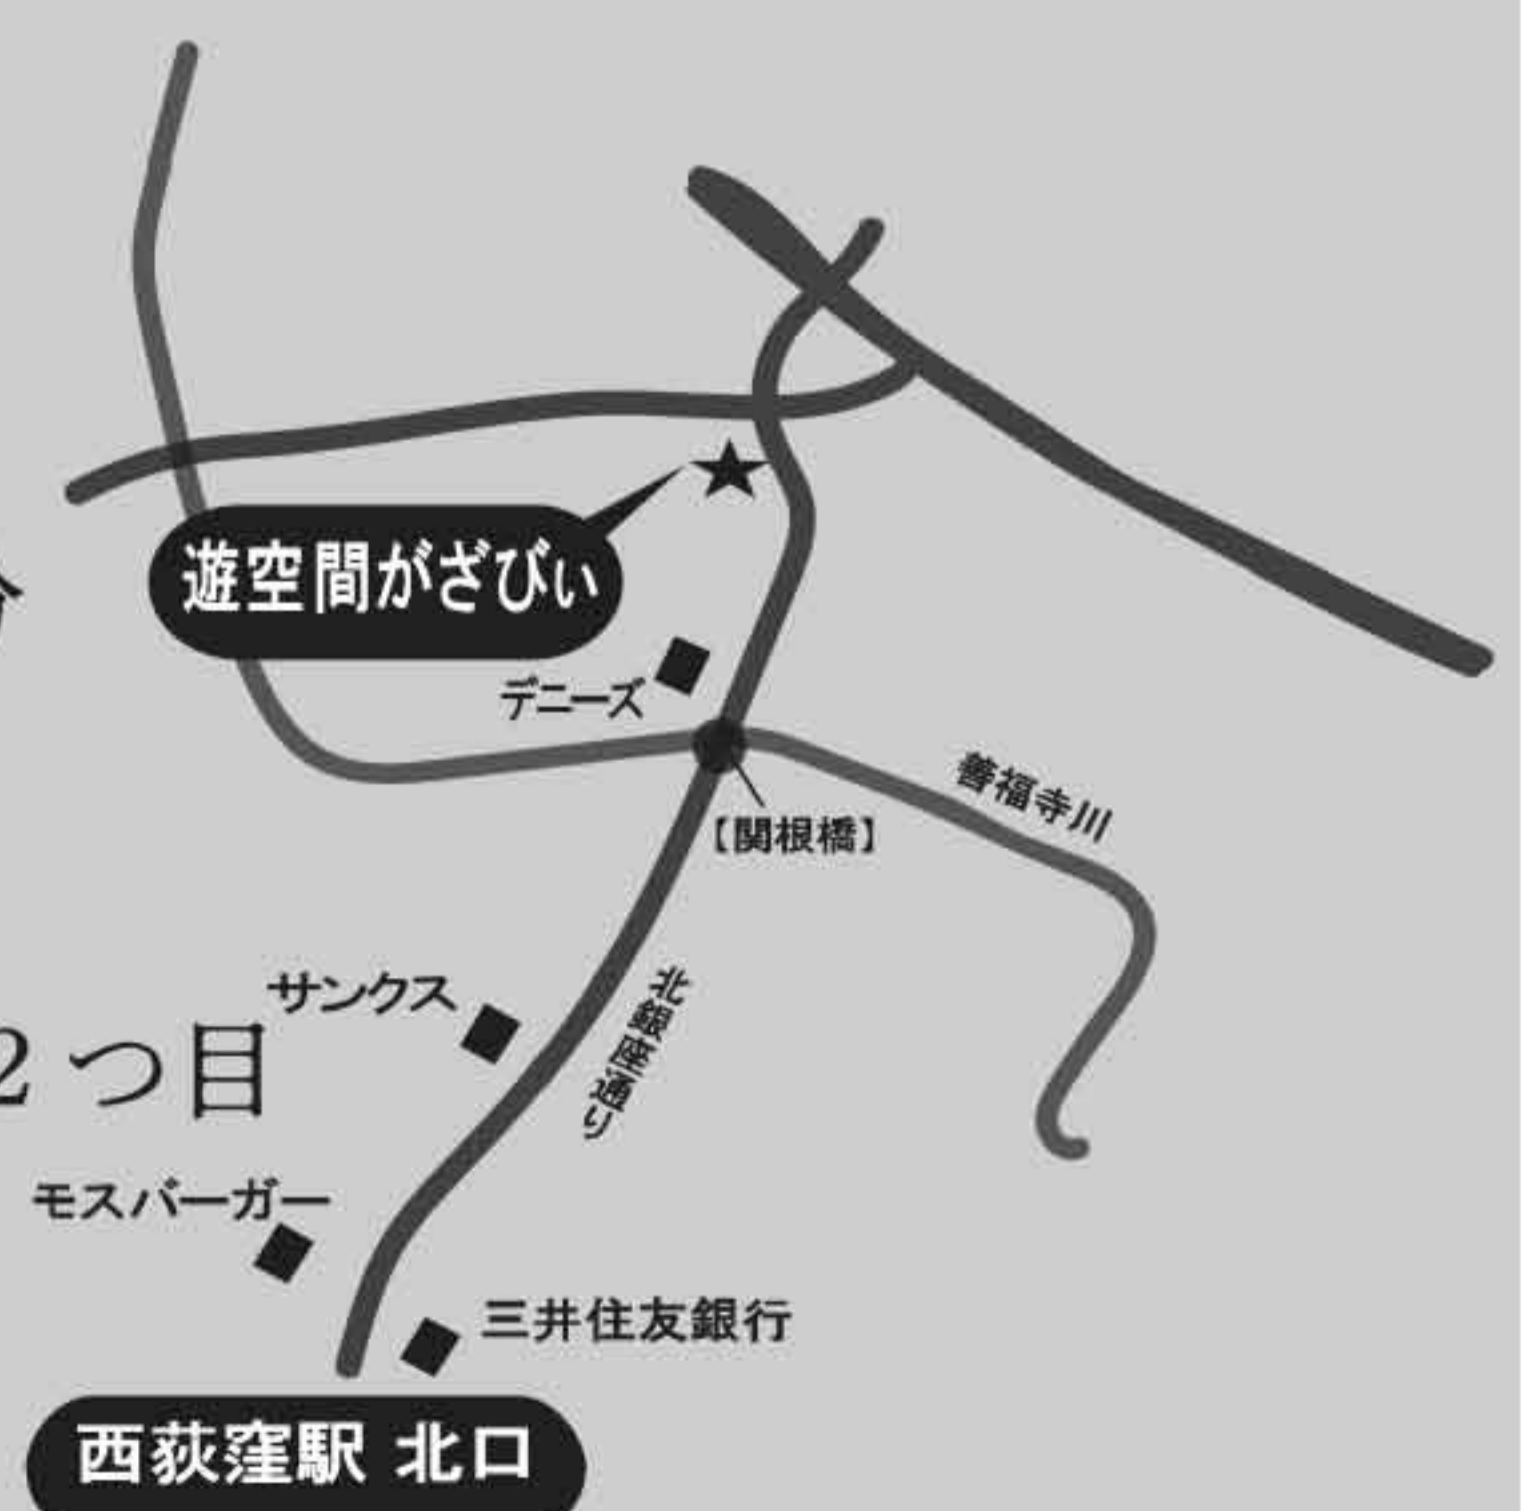 遊空間がざびぃ
デニーズ
善福寺川
【関根橋】
サンクス
北銀座通り
2つ目
モスバーガー
三井住友銀行
西荻窪駅 北口